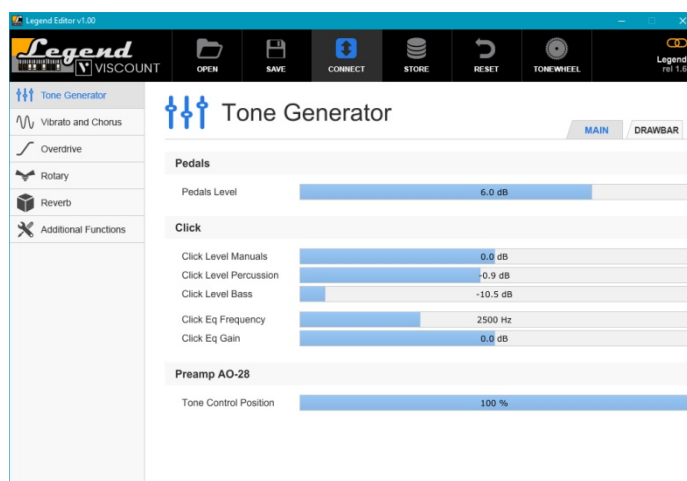 Legend Editor v1.00
Legend
VISCOUNT
OPEN
SAVE
CONNECT
STORE
RESET
TONEWHEEL
Legend
rel 1.6
Tone Generator
Vibrato and Chorus
Overdrive
Rotary
Reverb
Additional Functions
Tone Generator
MAIN
DRAWBAR
Pedals
Pedals Level 6.0 dB
Click
Click Level Manuals 0.0 dB
Click Level Percussion -0.9 dB
Click Level Bass -10.5 dB
Click Eq Frequency 2500 Hz
Click Eq Gain 0.0 dB
Preamp AO-28
Tone Control Position 100 %